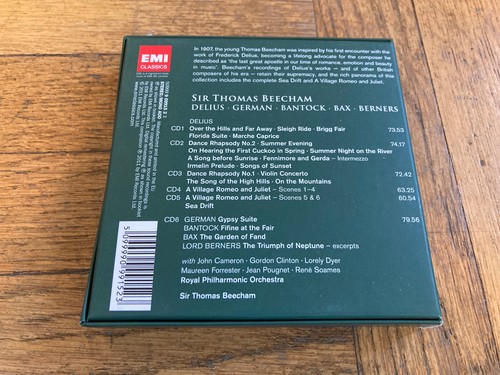 EMI
CLASSICS
In 1907, the young Thomas Beecham was inspired by his first encounter with the
work of Frederick Delius, becoming a lifelong advocate for the composer he
described as 'the last great apostle in our time of romance, emotion and beauty
in music'. Beecham's recordings of Delius's works – and of other British
composers of his era – retain their supremacy, and the rich panorama of this
collection includes the complete Sea Drift and A Village Romeo and Juliet.
SIR THOMAS BEECHAM
DELIUS · GERMAN · BANTOCK · BAX · BERNERS
DELIUS
CD1 Over the Hills and Far Away · Sleigh Ride · Brigg Fair 73.53
Florida Suite · Marche Caprice
CD2 Dance Rhapsody No.2 · Summer Evening 74.17
On Hearing the First Cuckoo in Spring · Summer Night on the River
A Song before Sunrise · Fennimore and Gerda – Intermezzo
Irmelin Prelude · Songs of Sunset
CD3 Dance Rhapsody No.1 · Violin Concerto 72.42
The Song of the High Hills · On the Mountains
CD4 A Village Romeo and Juliet – Scenes 1–4 63.25
CD5 A Village Romeo and Juliet – Scenes 5 & 6 60.54
Sea Drift
CD6 GERMAN Gypsy Suite 79.56
BANTOCK Fifine at the Fair
BAX The Garden of Fand
LORD BERNERS The Triumph of Neptune – excerpts
with John Cameron · Gordon Clinton · Lorely Dyer
Maureen Forrester · Jean Pougnet · René Soames
Royal Philharmonic Orchestra
Sir Thomas Beecham
5 099990 991523